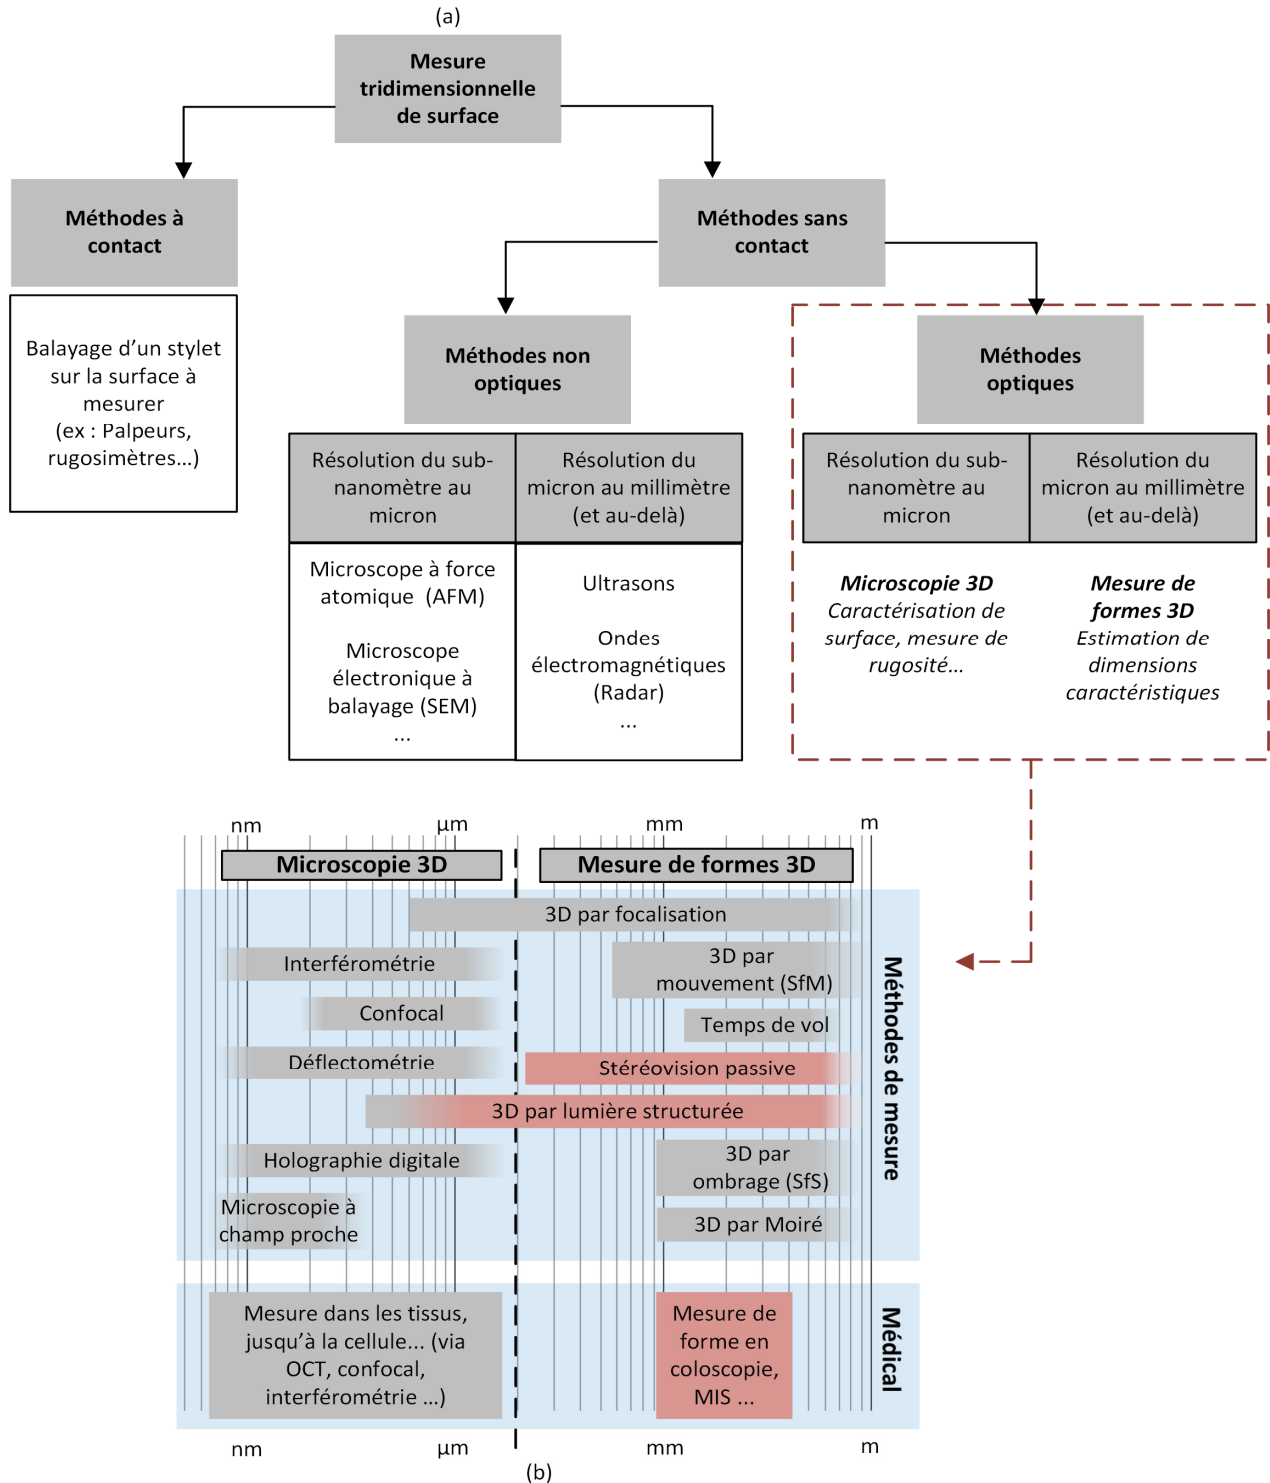 (a)
Mesure
tridimensionnelle
de surface
Méthodes à
contact
Méthodes sans
contact
Balayage d’un stylet
sur la surface à
mesurer
(ex : Palpeurs,
rugosimètres…)
Méthodes non
optiques
Méthodes
optiques
Résolution du sub-
nanomètre au
micron
Résolution du
micron au millimètre
(et au-delà)
Résolution du sub-
nanomètre au
micron
Résolution du
micron au millimètre
(et au-delà)
Microscope à force
atomique (AFM)
Microscope
électronique à
balayage (SEM)
...
Ultrasons
Ondes
électromagnétiques
(Radar)
...
Microscopie 3D
Caractérisation de
surface, mesure de
rugosité...
Mesure de
formes 3D
Estimation de
dimensions
caractéristiques
nm
µm
mm
m
Microscopie 3D
Mesure de formes 3D
3D par focalisation
Interférométrie
3D par
mouvement (SfM)
Confocal
Temps de vol
Déflectométrie
Stéréovision passive
3D par lumière structurée
Holographie digitale
3D par
ombrage (SfS)
Microscopie à
champ proche
3D par Moiré
Méthodes de mesure
Mesure dans les tissus,
jusqu’à la cellule... (via
OCT, confocal,
interférométrie …)
Mesure de
forme en
coloscopie,
MIS ...
Médical
nm
µm
mm
m
(b)